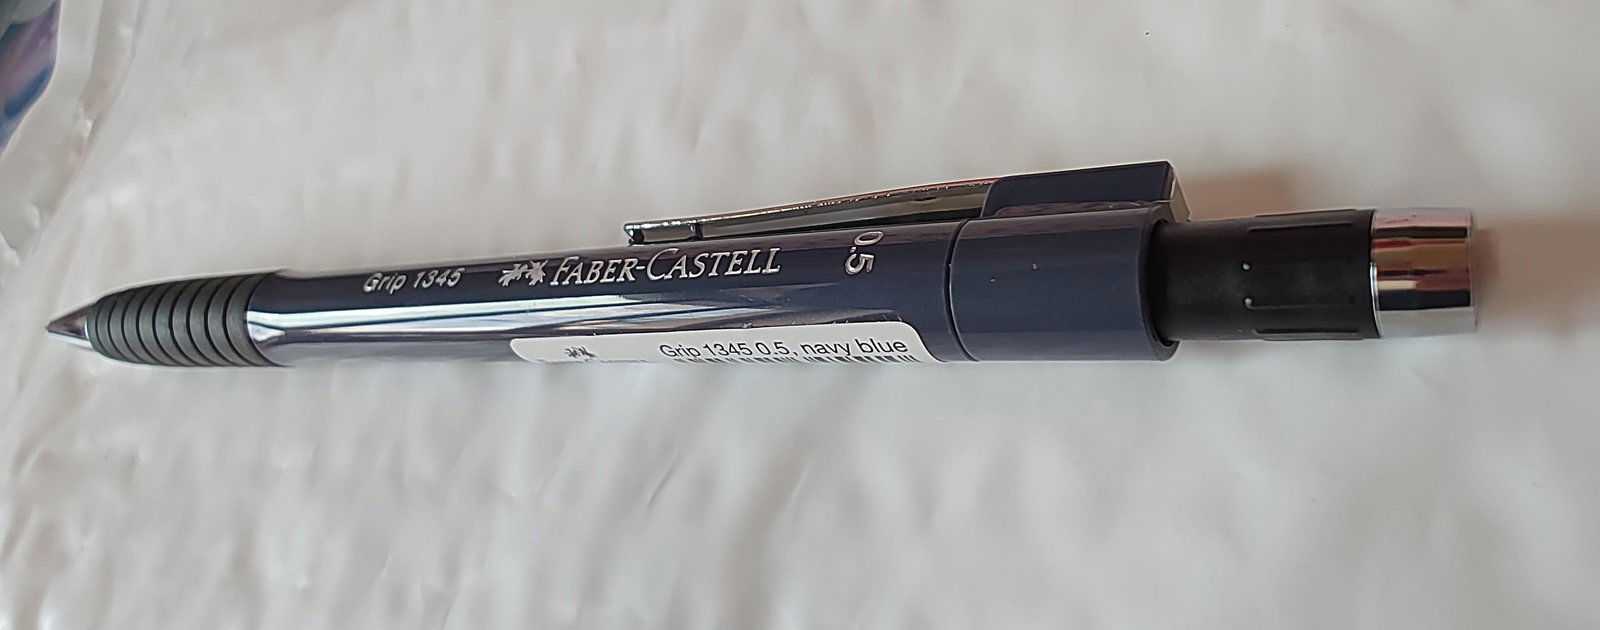 Grip 1345 FABER-CASTELL 0.5
Grip 1345 0.5, navy blue